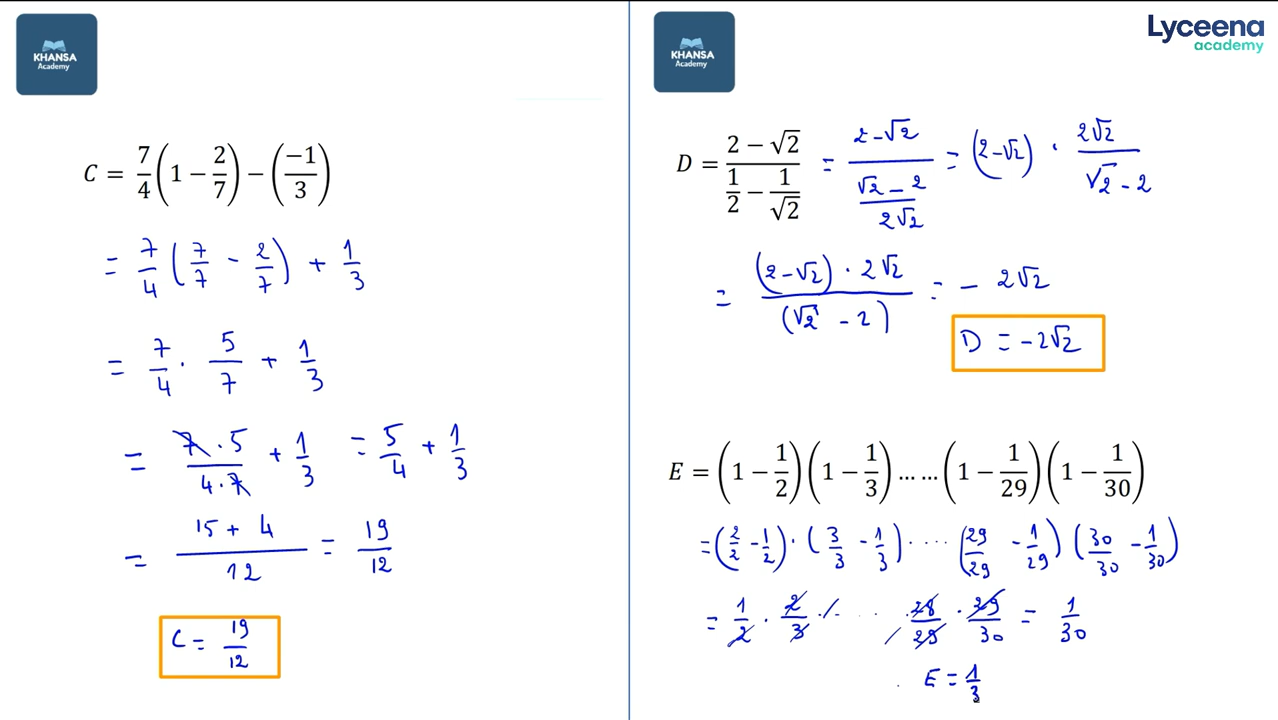 KHANSA
Academy
C = 7/4 (1 − 2/7) − (−1/3)
= 7/4 (7/7 - 2/7) + 1/3
= 7/4 · 5/7 + 1/3
= 7·5/4·7 + 1/3 = 5/4 + 1/3
= 15 + 4/12 = 19/12
C = 19/12
KHANSA
Academy
Lyceena
academy
D = (2 − √2)/(1/2 − 1/√2) = (2-√2)/((√2 - 2)/(2√2)) = (2-√2) · 2√2/(√2 - 2)
= (2-√2) · 2√2/(√2 - 2) = - 2√2
D = -2√2
E = (1 − 1/2)(1 − 1/3) … … (1 − 1/29)(1 − 1/30)
= (2/2 - 1/2) · (3/3 - 1/3) · .... (29/29 - 1/29) (30/30 - 1/30)
= 1/2 · 2/3 · /. . . · 28/29 · 29/30 = 1/30
E = 1/3